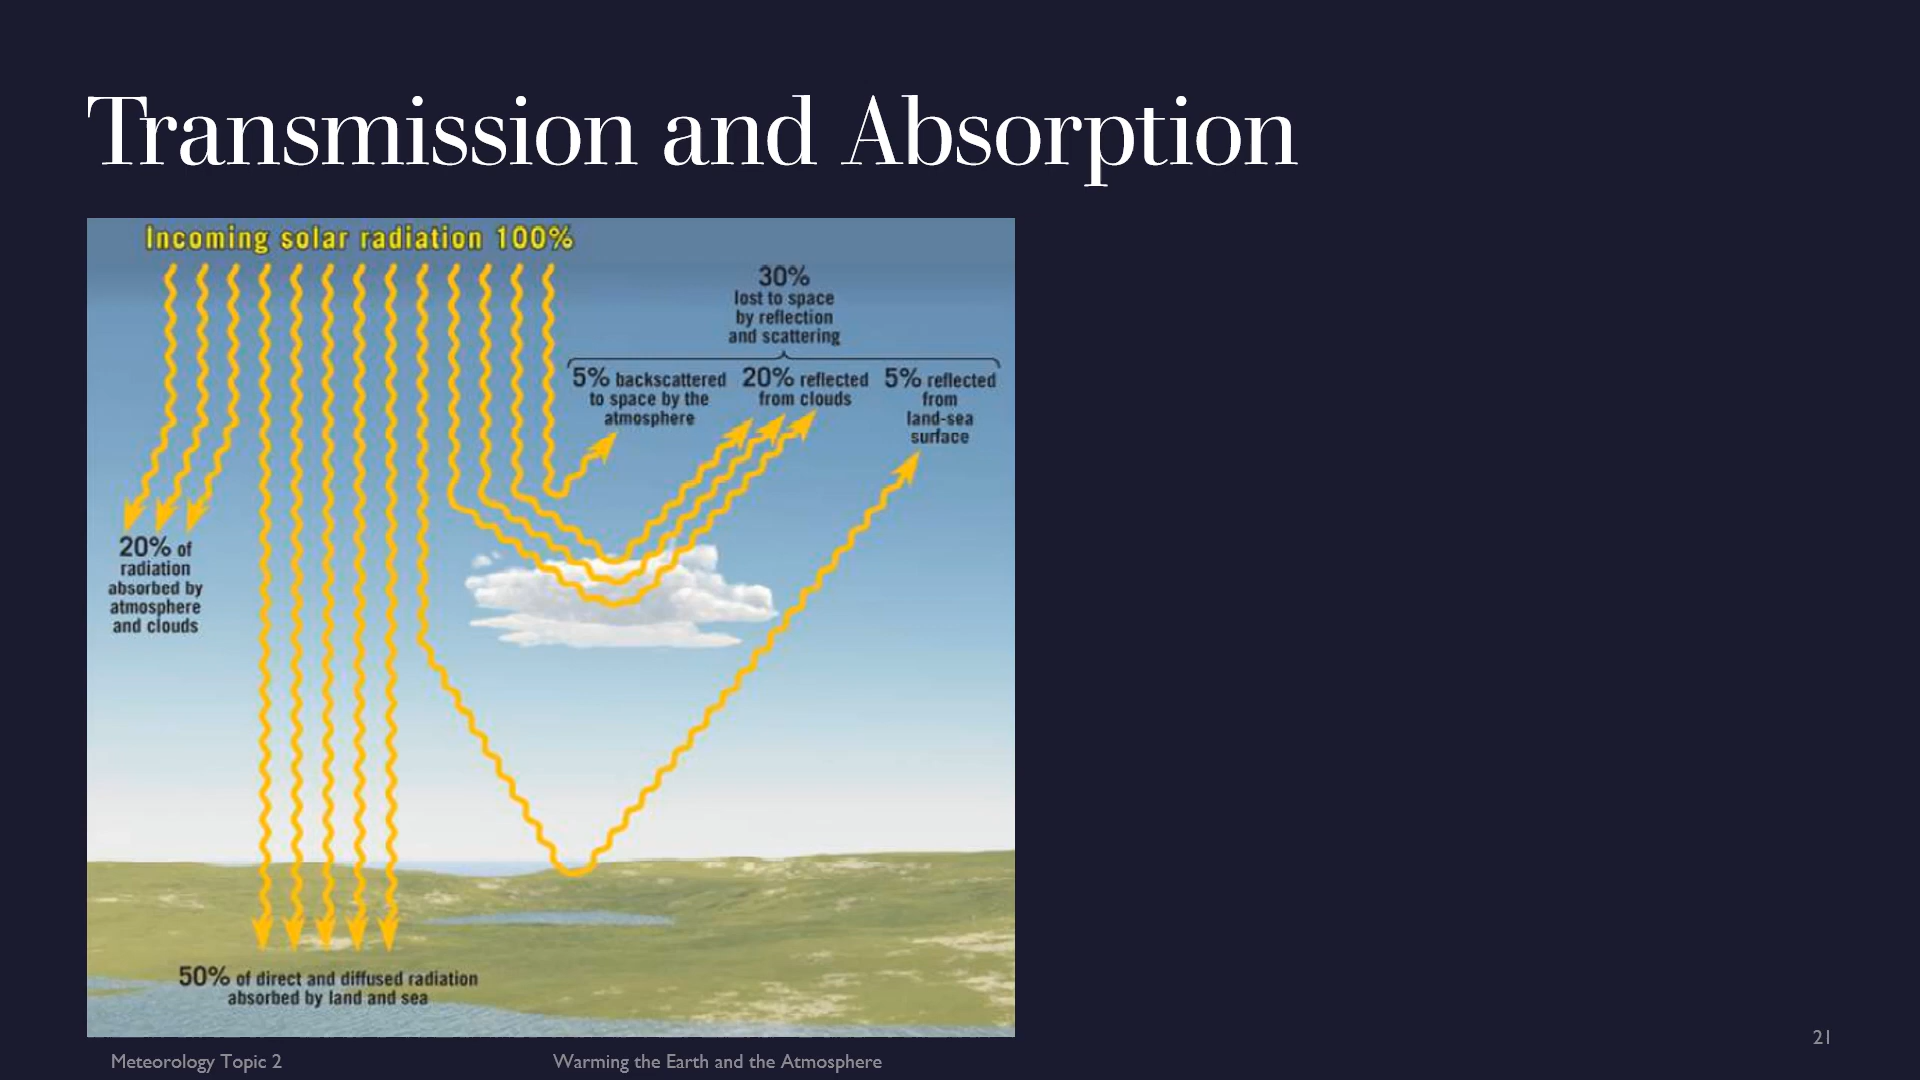 Transmission and Absorption
Incoming solar radiation 100%
30%
lost to space
by reflection
and scattering
5% backscattered
to space by the
atmosphere
20% reflected
from clouds
5% reflected
from
land-sea
surface
20% of
radiation
absorbed by
atmosphere
and clouds
50% of direct and diffused radiation
absorbed by land and sea
21
Meteorology Topic 2
Warming the Earth and the Atmosphere